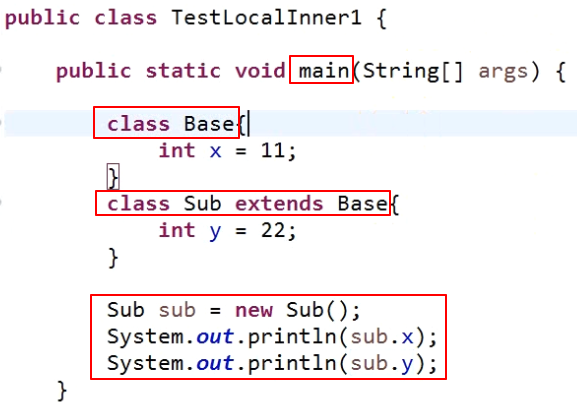 public class TestLocalInner1 {
public static void main(String[] args) {
class Base{
int x = 11;
}
class Sub extends Base{
int y = 22;
}
Sub sub = new Sub();
System.out.println(sub.x);
System.out.println(sub.y);
}